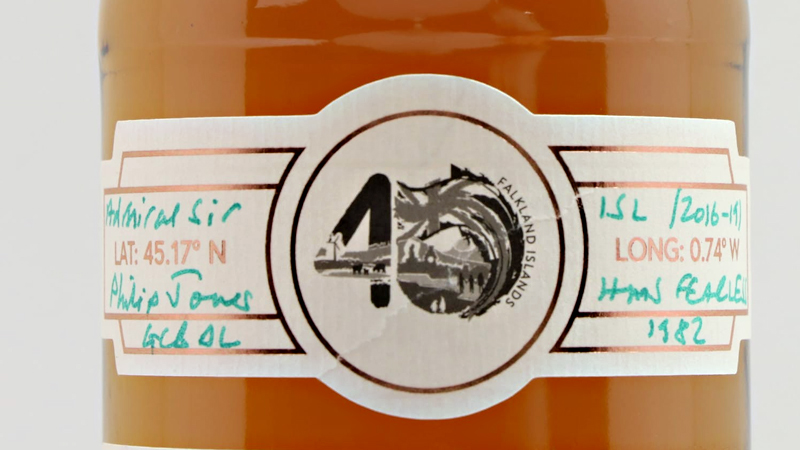 Admiral Sir
LAT: 45.17° N
Philip Jones
GCB DL
40
FALKLAND ISLANDS
1SL (2016-19)
LONG: 0.74° W
HMS FEARLESS
1982